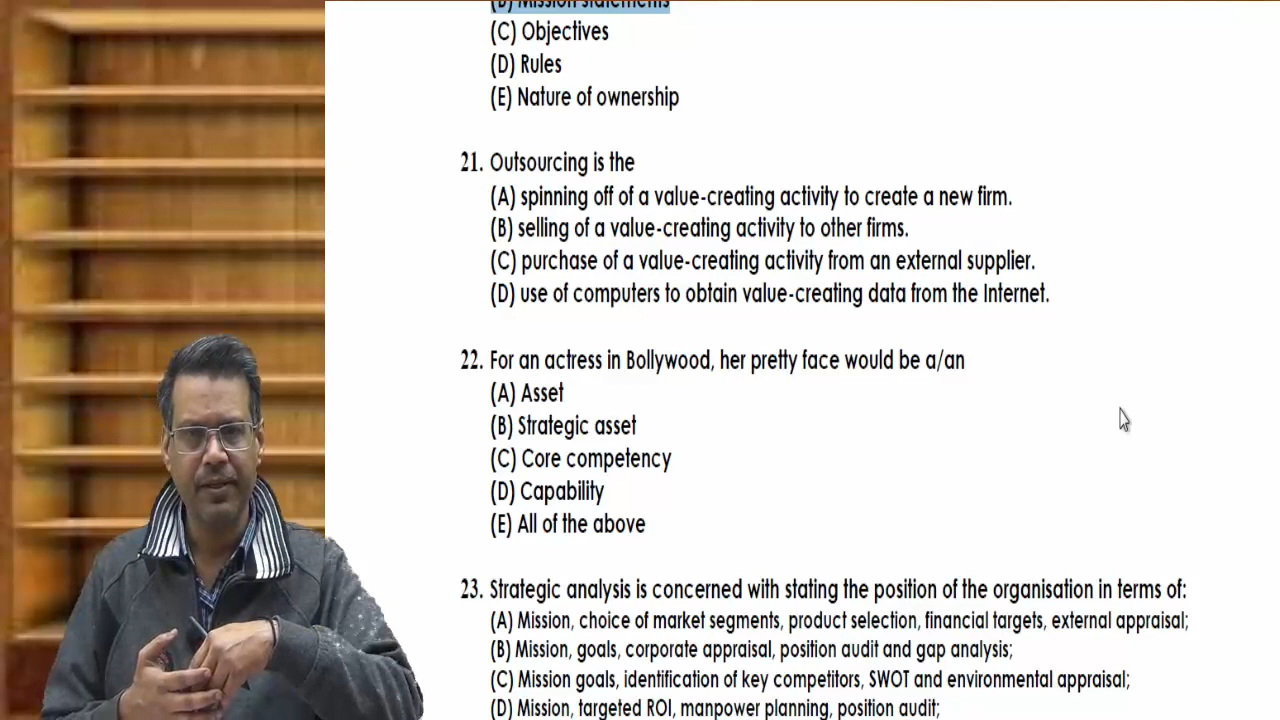 (B) Mission statements
(C) Objectives
(D) Rules
(E) Nature of ownership
21. Outsourcing is the
(A) spinning off of a value-creating activity to create a new firm.
(B) selling of a value-creating activity to other firms.
(C) purchase of a value-creating activity from an external supplier.
(D) use of computers to obtain value-creating data from the Internet.
22. For an actress in Bollywood, her pretty face would be a/an
(A) Asset
(B) Strategic asset
(C) Core competency
(D) Capability
(E) All of the above
23. Strategic analysis is concerned with stating the position of the organisation in terms of:
(A) Mission, choice of market segments, product selection, financial targets, external appraisal;
(B) Mission, goals, corporate appraisal, position audit and gap analysis;
(C) Mission goals, identification of key competitors, SWOT and environmental appraisal;
(D) Mission, targeted ROI, manpower planning, position audit;